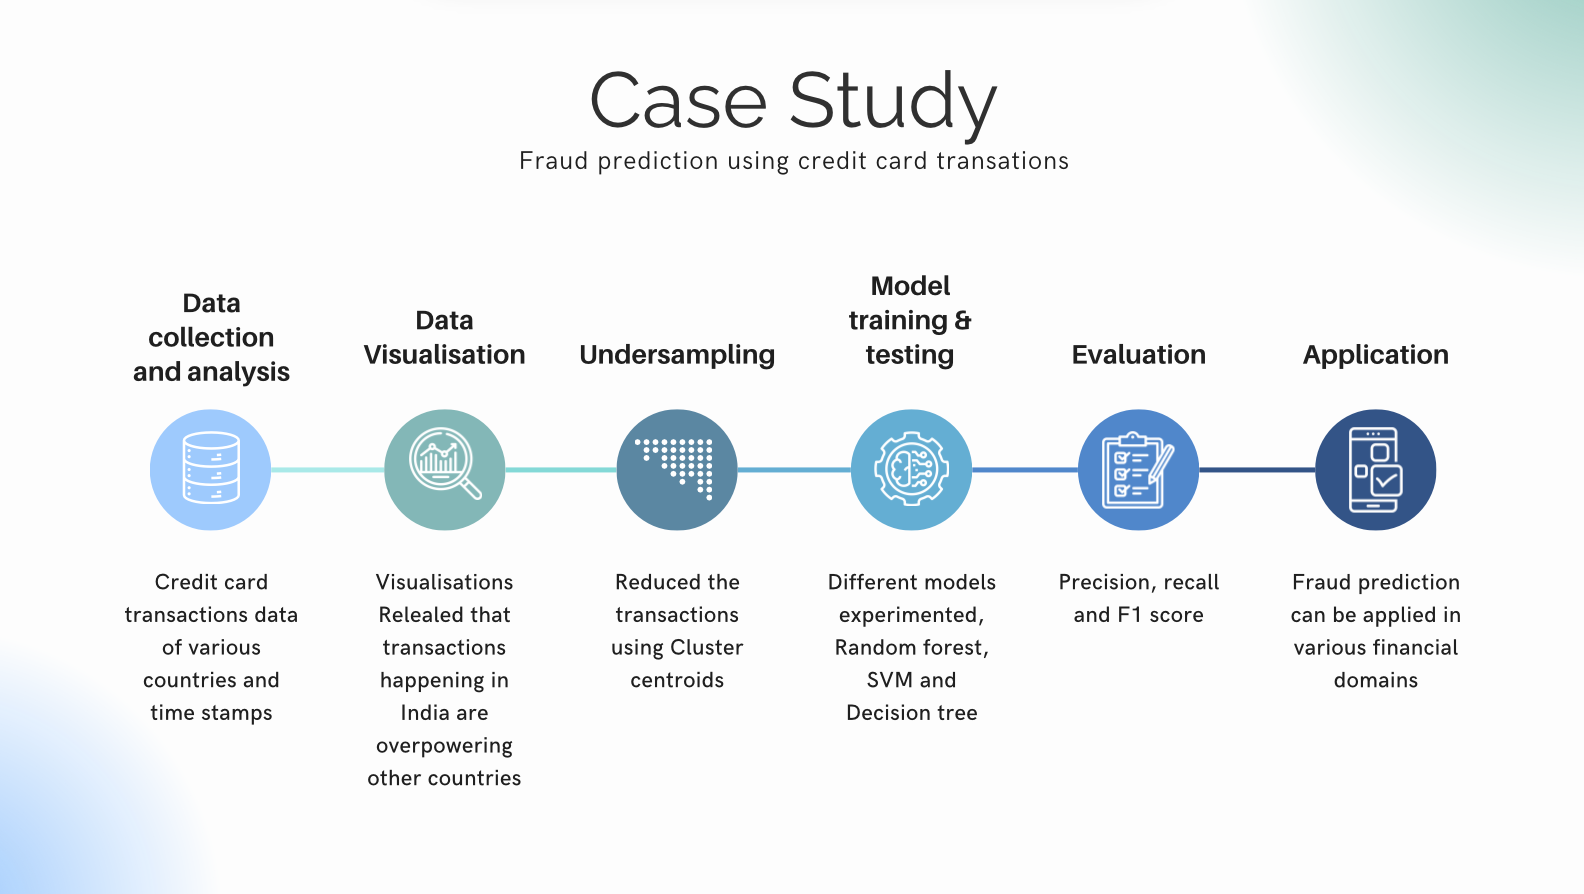 Case Study
Fraud prediction using credit card transations
Data
collection
and analysis
Credit card
transactions data
of various
countries and
time stamps
Data
Visualisation
Visualisations
Relealed that
transactions
happening in
India are
overpowering
other countries
Undersampling
Reduced the
transactions
using Cluster
centroids
Model
training &
testing
Different models
experimented,
Random forest,
SVM and
Decision tree
Evaluation
Precision, recall
and F1 score
Application
Fraud prediction
can be applied in
various financial
domains